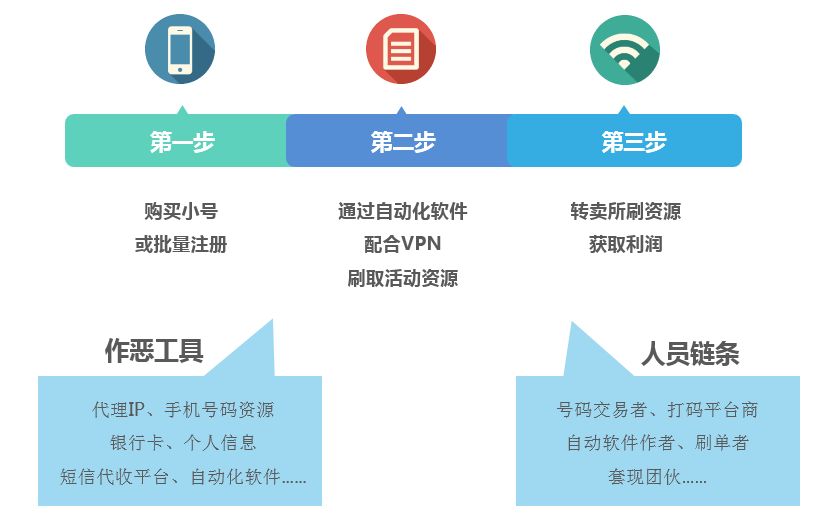 第一步
第二步
第三步
购买小号
或批量注册
通过自动化软件
配合VPN
刷取活动资源
转卖所刷资源
获取利润
作恶工具
代理IP、手机号码资源
银行卡、个人信息
短信代收平台、自动化软件......
人员链条
号码交易者、打码平台商
自动软件作者、刷单者
套现团伙......